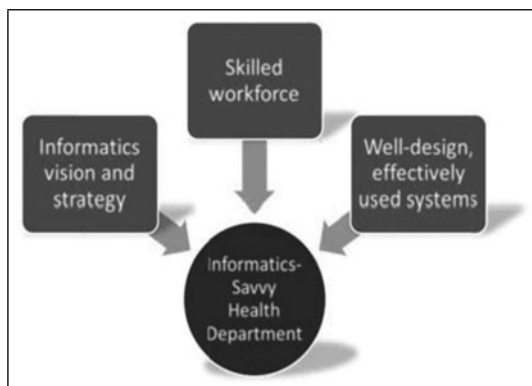 Skilled
workforce
Informatics
vision and
strategy
Well-design,
effectively
used systems
Informatics-
Savvy
Health
Department